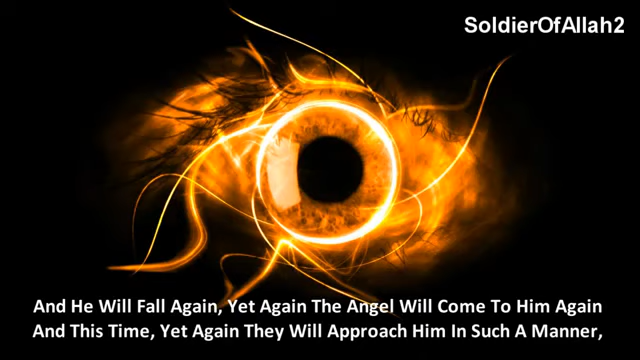 SoldierOfAllah2
And He Will Fall Again, Yet Again The Angel Will Come To Him Again
And This Time, Yet Again They Will Approach Him In Such A Manner,